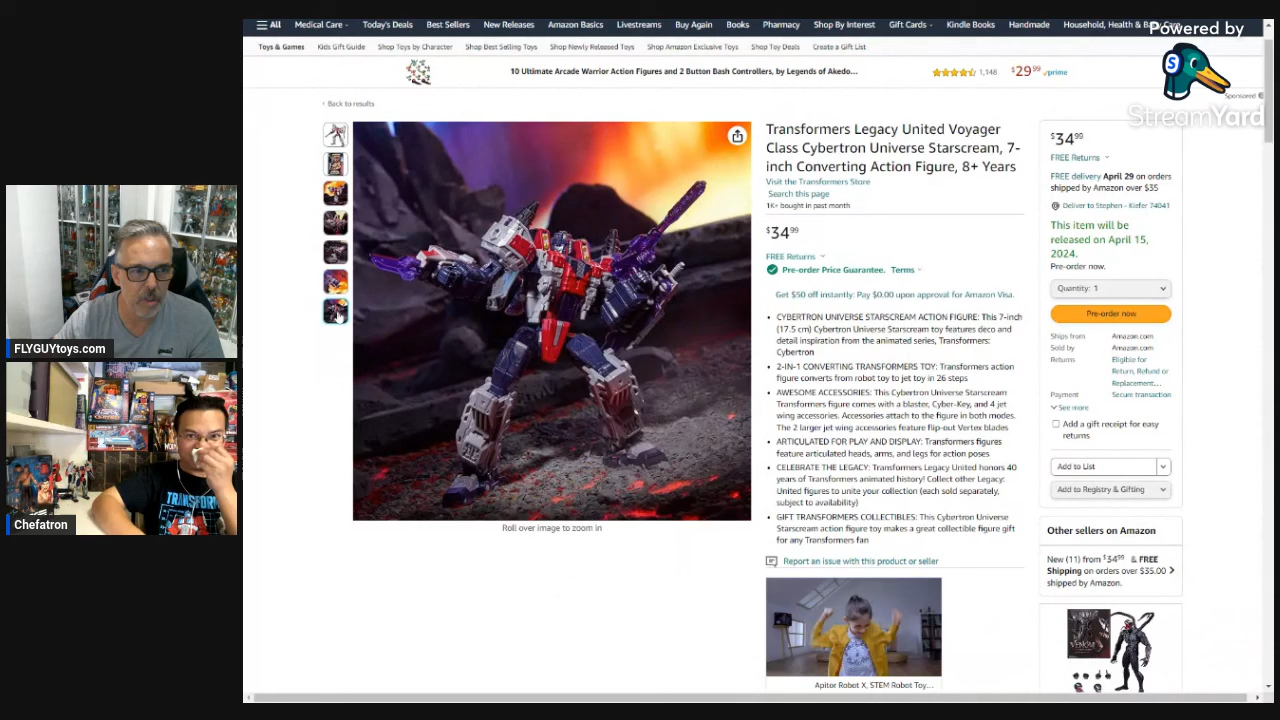 All
Medical Care
Today's Deals
Best Sellers
New Releases
Amazon Basics
Livestreams
Buy Again
Books
Pharmacy
Shop By Interest
Gift Cards
Kindle Books
Handmade
Household, Health &
Powered by
StreamYard
Toys & Games
Kids Gift Guide
Shop Toys by Character
Shop Best Selling Toys
Shop Newly Released Toys
Shop Amazon Exclusive Toys
Shop Toy Deals
Create a Gift List
10 Ultimate Arcade Warrior Action Figures and 2 Button Bash Controllers, by Legends of Akedo...
1,148
$29.99
prime
Sponsored
‹ Back to results
Transformers Legacy United Voyager
Class Cybertron Universe Starscream, 7-
inch Converting Action Figure, 8+ Years
Visit the Transformers Store
Search this page
1K+ bought in past month
$34.99
FREE Returns
Pre-order Price Guarantee. Terms
Get $50 off instantly: Pay $0.00 upon approval for Amazon Visa.
• CYBERTRON UNIVERSE STARSCREAM ACTION FIGURE: This 7-inch
(17.5 cm) Cybertron Universe Starscream toy features deco and
detail inspiration from the animated series, Transformers:
Cybertron
• 2-IN-1 CONVERTING TRANSFORMERS TOY: Transformers action
figure converts from robot toy to jet toy in 26 steps
• AWESOME ACCESSORIES: This Cybertron Universe Starscream
Transformers figure comes with a blaster, Cyber-Key, and 4 jet
wing accessories. Accessories attach to the figure in both modes.
The 2 larger jet wing accessories feature flip-out Vertex blades
• ARTICULATED FOR PLAY AND DISPLAY: Transformers figures
feature articulated heads, arms, and legs for action poses
• CELEBRATE THE LEGACY: Transformers Legacy United honors 40
years of Transformers animated history! Collect other Legacy:
United figures to unite your collection (each sold separately,
subject to availability)
• GIFT TRANSFORMERS COLLECTIBLES: This Cybertron Universe
Starscream action figure toy makes a great collectible figure gift
for any Transformers fan
Report an issue with this product or seller
Apitor Robot X, STEM Robot Toy...
Roll over image to zoom in
$34.99
FREE Returns
FREE delivery April 29 on orders
shipped by Amazon over $35
Deliver to Stephen - Kiefer 74041
This item will be
released on April 15,
2024.
Pre-order now.
Quantity: 1
Pre-order now
Ships from Amazon.com
Sold by Amazon.com
Returns Eligible for
Return, Refund or
Replacement...
Payment Secure transaction
See more
Add a gift receipt for easy
returns
Add to List
Add to Registry & Gifting
Other sellers on Amazon
New (11) from $34.99 & FREE
Shipping on orders over $35.00
shipped by Amazon.
VENOM
FLYGUYtoys.com
Chefatron